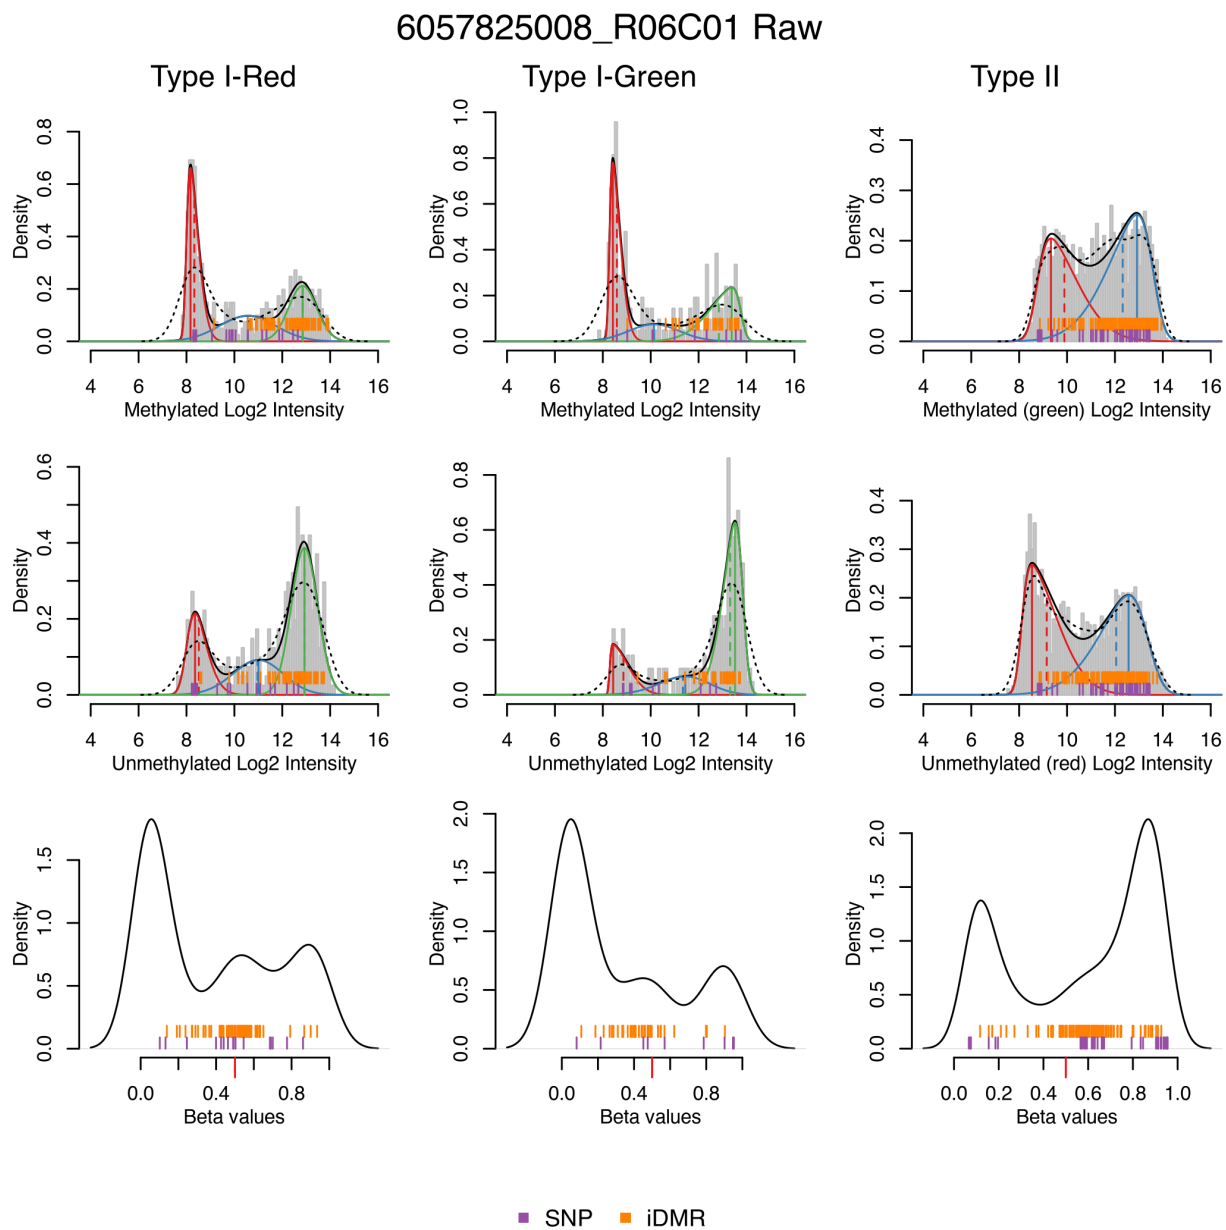 6057825008_R06C01 Raw
Type I-Red
Type I-Green
Type II
Density
0.0 0.2 0.4 0.6 0.8
4 6 8 10 12 14 16
Methylated Log2 Intensity
Density
0.0 0.2 0.4 0.6 0.8 1.0
4 6 8 10 12 14 16
Methylated Log2 Intensity
Density
0.0 0.1 0.2 0.3 0.4
4 6 8 10 12 14 16
Methylated (green) Log2 Intensity
Density
0.0 0.2 0.4 0.6
4 6 8 10 12 14 16
Unmethylated Log2 Intensity
Density
0.0 0.2 0.4 0.6 0.8
4 6 8 10 12 14 16
Unmethylated Log2 Intensity
Density
0.0 0.1 0.2 0.3 0.4
4 6 8 10 12 14 16
Unmethylated (red) Log2 Intensity
Density
0.0 0.5 1.0 1.5
0.0 0.4 0.8
Beta values
Density
0.0 0.5 1.0 1.5 2.0
0.0 0.4 0.8
Beta values
Density
0.0 0.5 1.0 1.5 2.0
0.0 0.2 0.4 0.6 0.8 1.0
Beta values
SNP iDMR